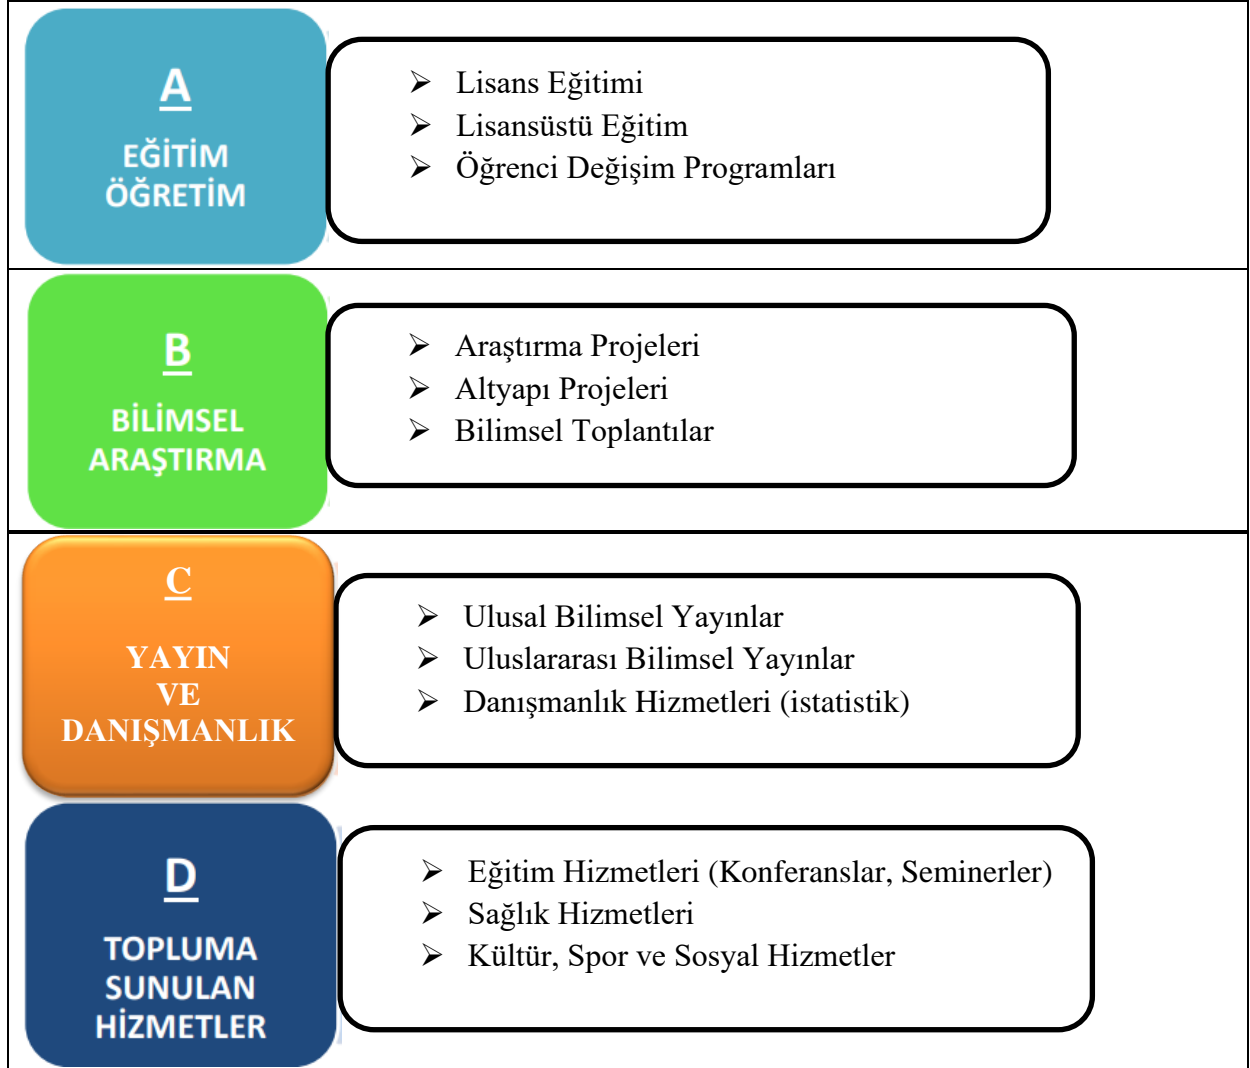 A
EĞİTİM
ÖĞRETİM
➢ Lisans Eğitimi
➢ Lisansüstü Eğitim
➢ Öğrenci Değişim Programları
B
BİLİMSEL
ARAŞTIRMA
➢ Araştırma Projeleri
➢ Altyapı Projeleri
➢ Bilimsel Toplantılar
C
YAYIN
VE
DANIŞMANLIK
➢ Ulusal Bilimsel Yayınlar
➢ Uluslararası Bilimsel Yayınlar
➢ Danışmanlık Hizmetleri (istatistik)
D
TOPLUMA
SUNULAN
HİZMETLER
➢ Eğitim Hizmetleri (Konferanslar, Seminerler)
➢ Sağlık Hizmetleri
➢ Kültür, Spor ve Sosyal Hizmetler